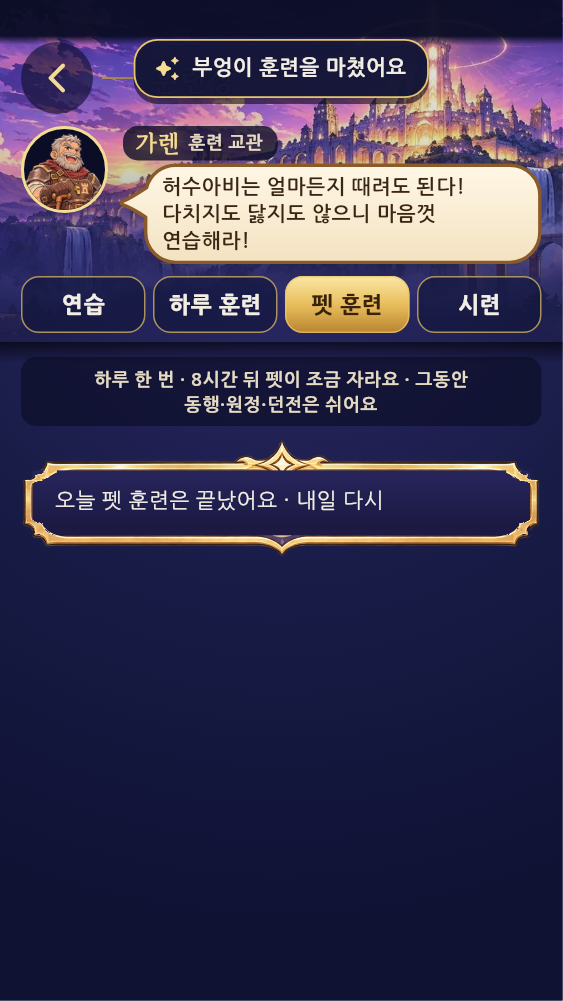 부엉이 훈련을 마쳤어요
가렌 훈련 교관
허수아비는 얼마든지 때려도 된다!
다치지도 닳지도 않으니 마음껏
연습해라!
연습 하루 훈련 펫 훈련 시련
하루 한 번 · 8시간 뒤 펫이 조금 자라요 · 그동안
동행·원정·던전은 쉬어요
오늘 펫 훈련은 끝났어요 · 내일 다시